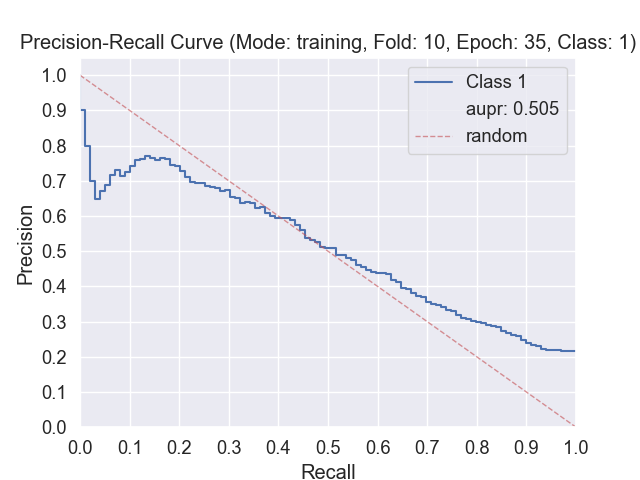 Precision-Recall Curve (Mode: training, Fold: 10, Epoch: 35, Class: 1)
Class 1
aupr: 0.505
random
Precision
1.0
0.9
0.8
0.7
0.6
0.5
0.4
0.3
0.2
0.1
0.0
0.0 0.1 0.2 0.3 0.4 0.5 0.6 0.7 0.8 0.9 1.0
Recall